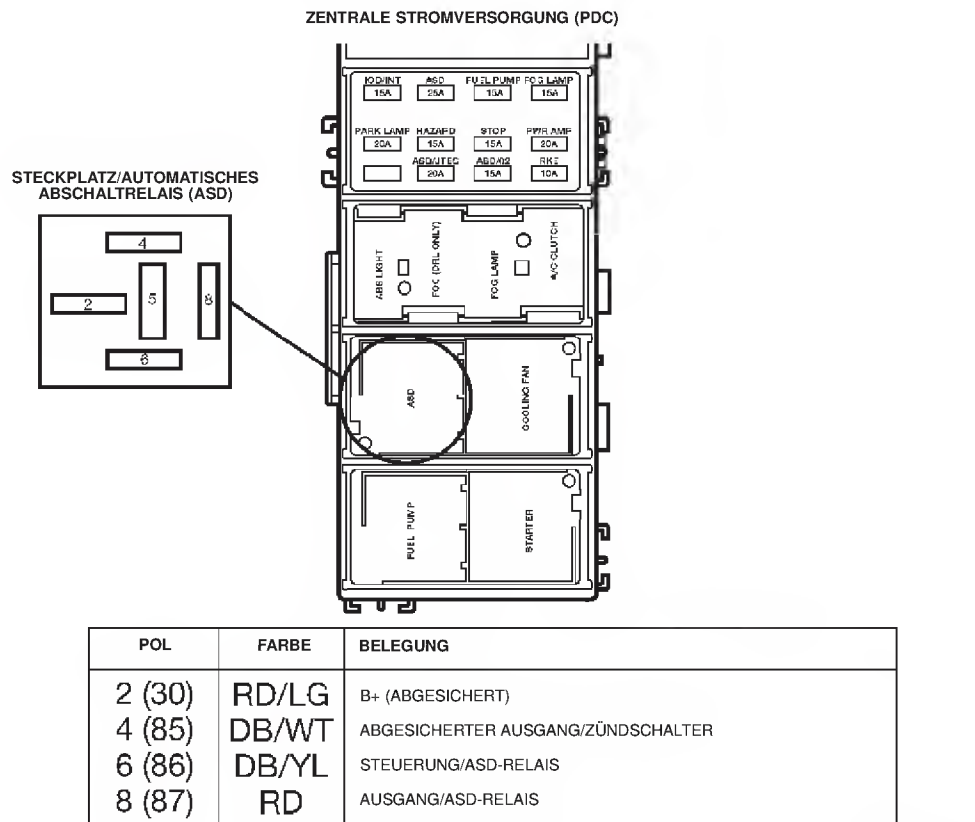 ZENTRALE STROMVERSORGUNG (PDC)
IOD/INT ASD FUEL PUMP FOG LAMP
15A 25A 15A 15A
PARK LAMP HAZARD STOP PWR AMP
20A 15A 15A 20A
ASD/JTEC ASD/O2 RKE
20A 15A 10A
STECKPLATZ/AUTOMATISCHES
ABSCHALTRELAIS (ASD)
4
2 5 8
6
FOG (DRL ONLY)
FOG LAMP
A/C CLUTCH
ASD
COOLING FAN
FUEL PUMP
STARTER
POL FARBE BELEGUNG
2 (30) RD/LG B+ (ABGESICHERT)
4 (85) DB/WT ABGESICHERTER AUSGANG/ZÜNDSCHALTER
6 (86) DB/YL STEUERUNG/ASD-RELAIS
8 (87) RD AUSGANG/ASD-RELAIS